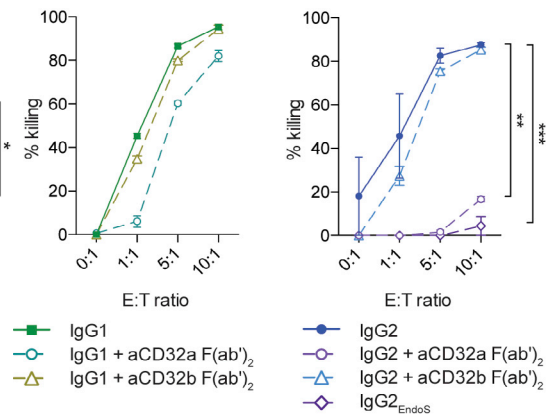 % killing
100
80
60
40
20
0
0:1
1:1
5:1
10:1
E:T ratio
*
IgG1
IgG1 + aCD32a F(ab')2
IgG1 + aCD32b F(ab')2
% killing
100
80
60
40
20
0
0:1
1:1
5:1
10:1
E:T ratio
**
***
IgG2
IgG2 + aCD32a F(ab')2
IgG2 + aCD32b F(ab')2
IgG2EndoS